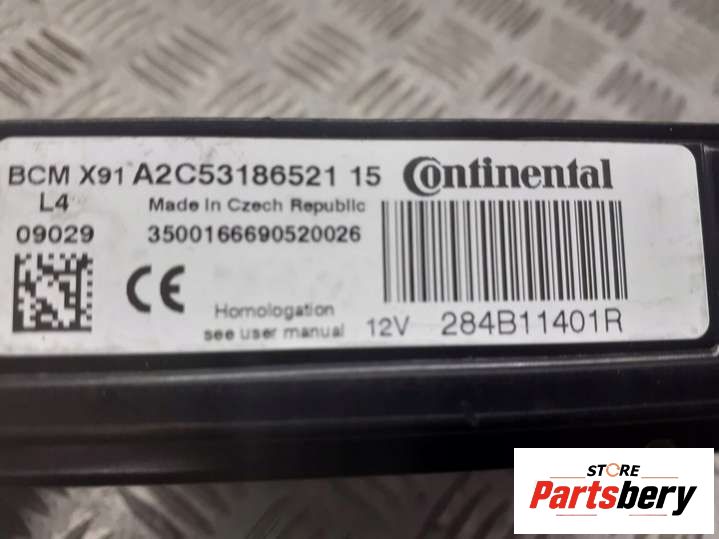 BCM X91 A2C53186521 15 Continental
L4 Made in Czech Republic
09029 3500166690520026
CE
Homologation
see user manual 12V 284B11401R
STORE
Partsbery